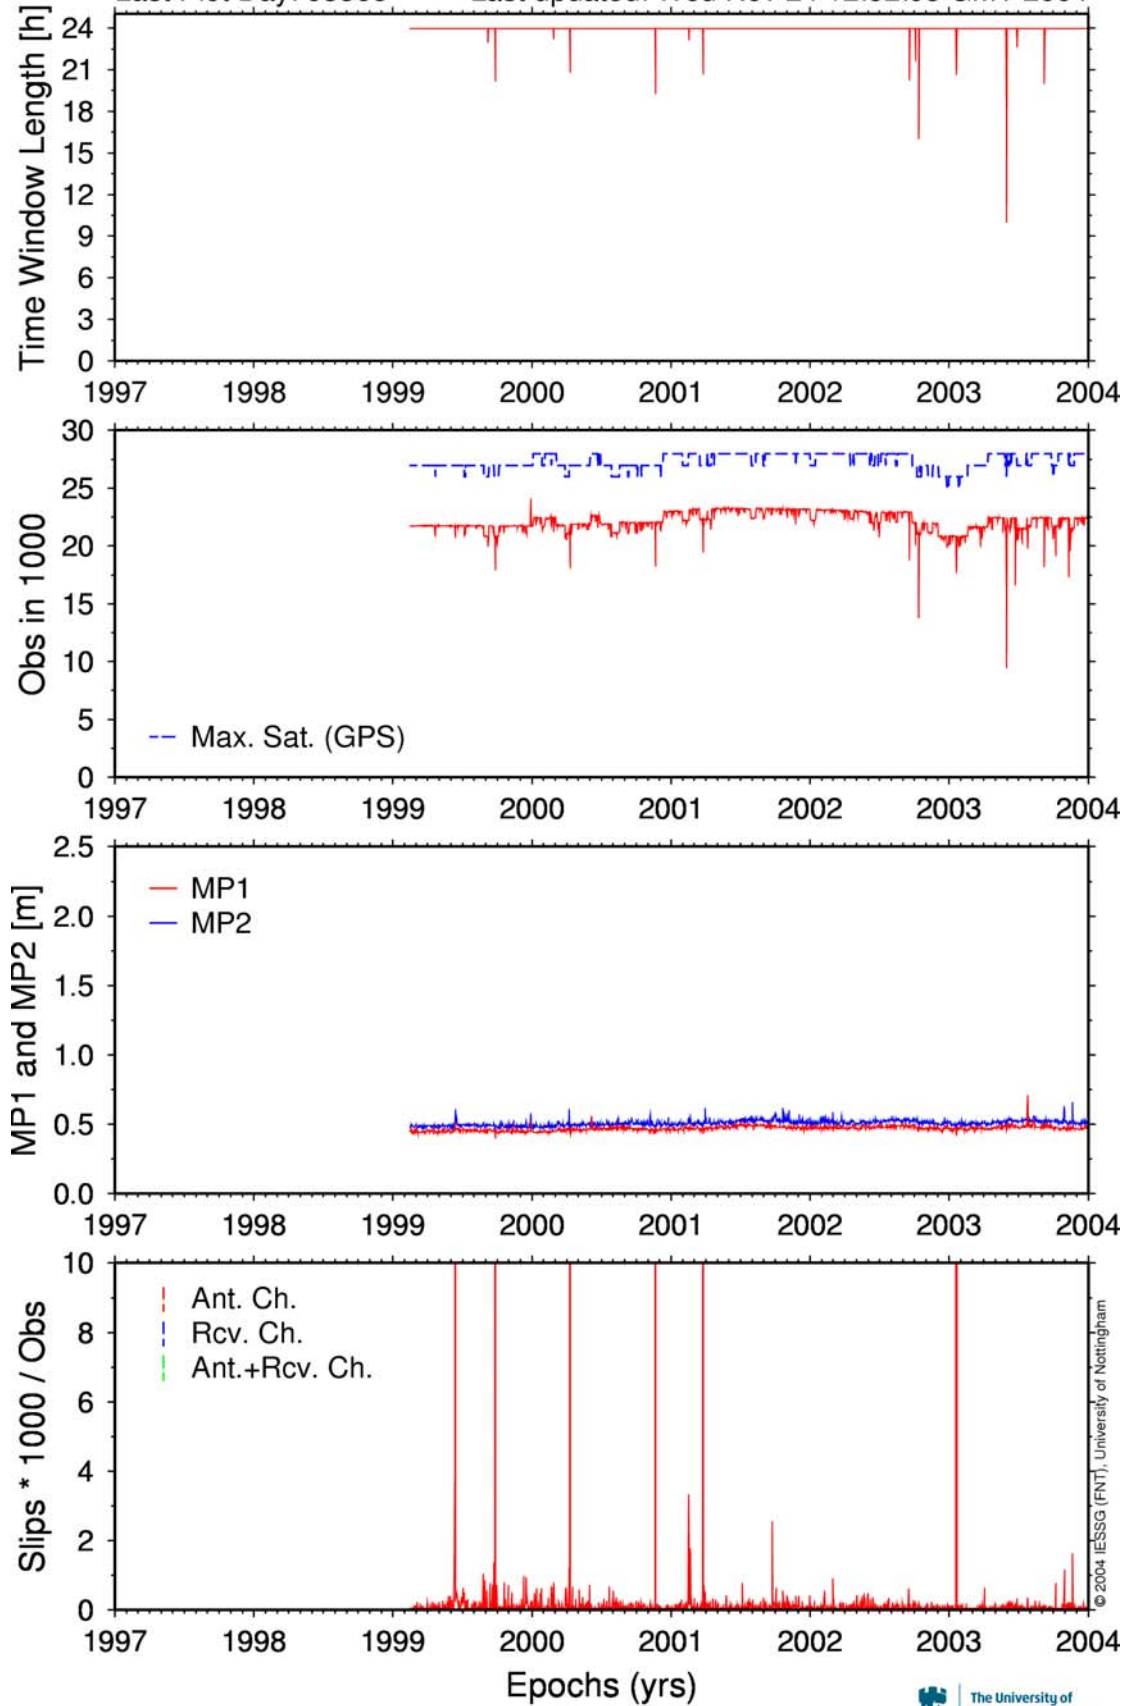 Time Window Length [h]
24
21
18
15
12
9
6
3
0
1997 1998 1999 2000 2001 2002 2003 2004
Obs in 1000
30
25
20
15
10
5
0
Max. Sat. (GPS)
1997 1998 1999 2000 2001 2002 2003 2004
MP1 and MP2 [m]
2.5
2.0
1.5
1.0
0.5
0.0
MP1
MP2
1997 1998 1999 2000 2001 2002 2003 2004
Slips * 1000 / Obs
10
8
6
4
2
0
Ant. Ch.
Rcv. Ch.
Ant.+Rcv. Ch.
© 2004 IESSG (FNT), University of Nottingham
1997 1998 1999 2000 2001 2002 2003 2004
Epochs (yrs)
The University of